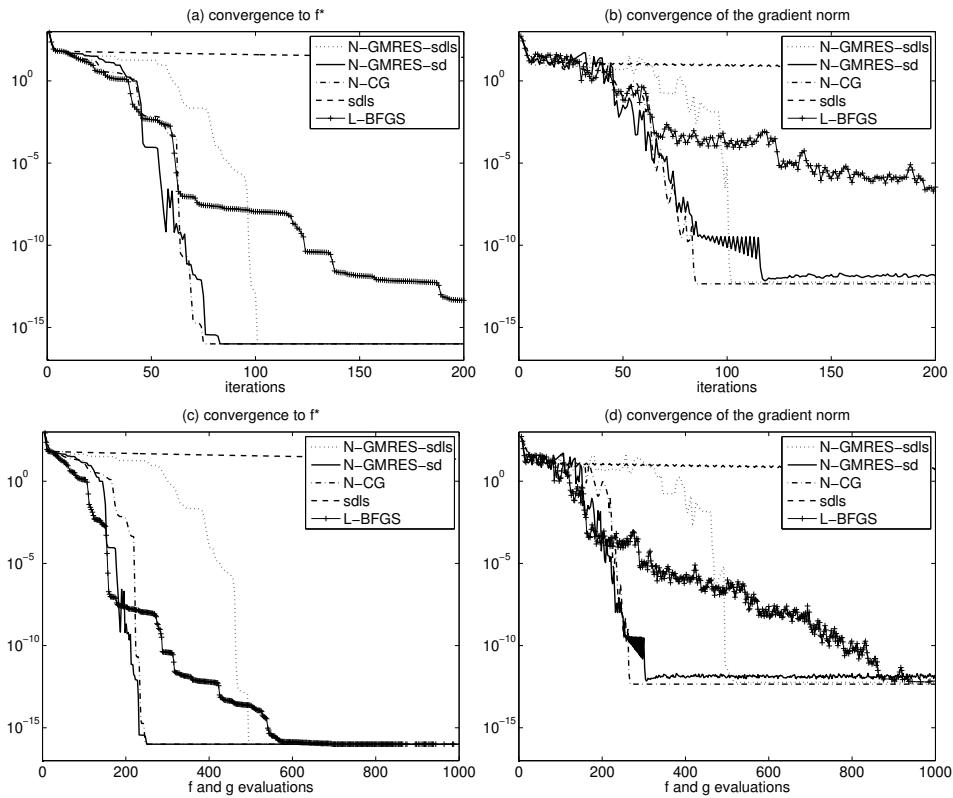 (a) convergence to f*
10^0
10^-5
10^-10
10^-15
0
50
100
150
200
iterations
N-GMRES-sdls
N-GMRES-sd
N-CG
sdls
L-BFGS
(b) convergence of the gradient norm
10^0
10^-5
10^-10
10^-15
0
50
100
150
200
iterations
N-GMRES-sdls
N-GMRES-sd
N-CG
sdls
L-BFGS
(c) convergence to f*
10^0
10^-5
10^-10
10^-15
0
200
400
600
800
1000
f and g evaluations
N-GMRES-sdls
N-GMRES-sd
N-CG
sdls
L-BFGS
(d) convergence of the gradient norm
10^0
10^-5
10^-10
10^-15
0
200
400
600
800
1000
f and g evaluations
N-GMRES-sdls
N-GMRES-sd
N-CG
sdls
L-BFGS